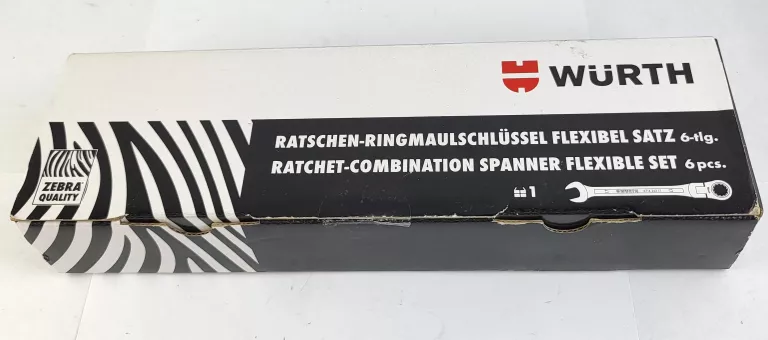 WÜRTH
RATSCHEN-RINGMAULSCHLÜSSEL FLEXIBEL SATZ 6-tlg.
RATCHET-COMBINATION SPANNER FLEXIBLE SET 6 pcs.
1
ZEBRA®
QUALITY